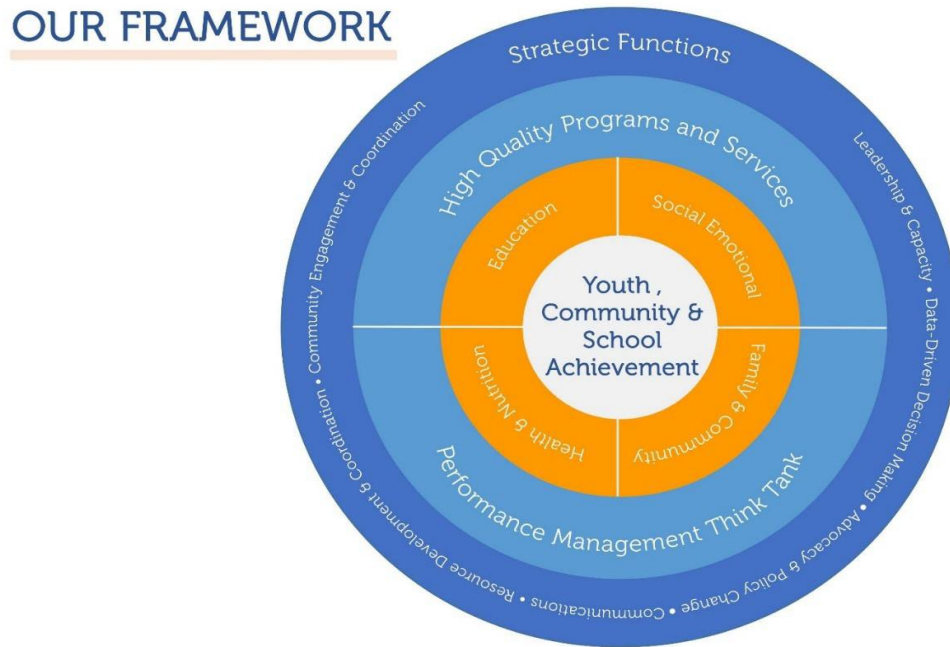 OUR FRAMEWORK
Strategic Functions
Leadership & Capacity • Data-Driven Decision Making • Advocacy & Policy Change • Communications • Resource Development & Coordination • Community Engagement & Coordination
High Quality Programs and Services
Performance Management Think Tank
Education
Social Emotional
Family & Community
Health & Nutrition
Youth ,
Community &
School
Achievement